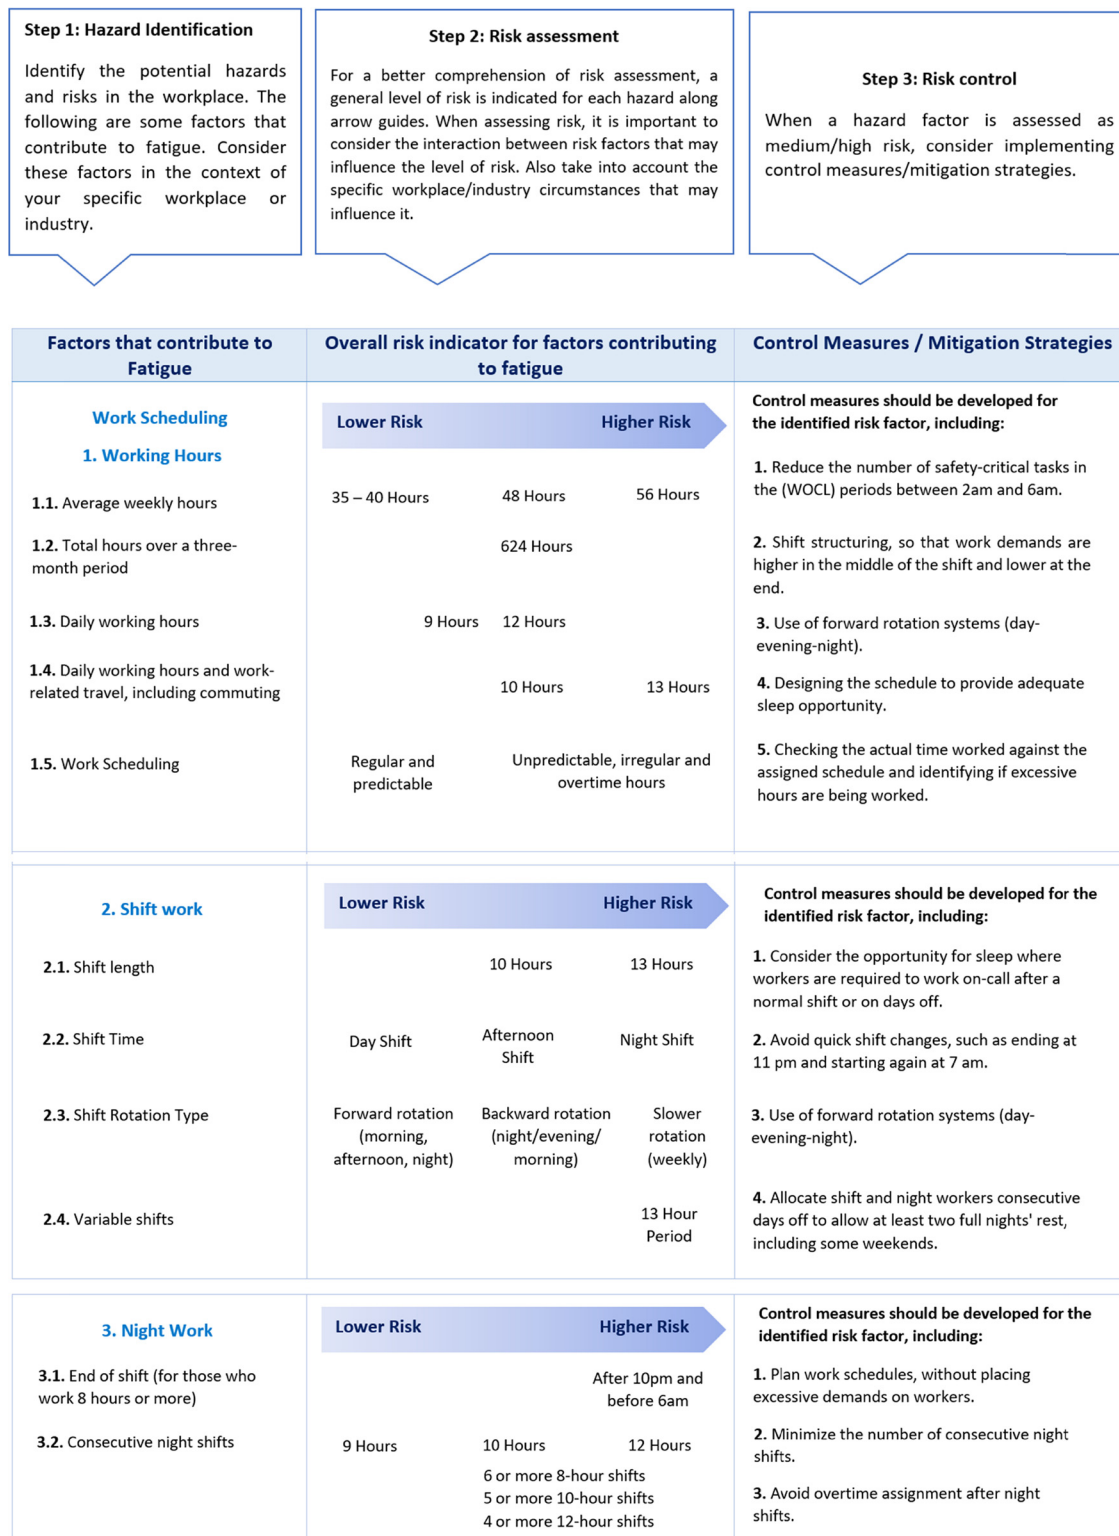 Step 1: Hazard Identification
Identify the potential hazards
and risks in the workplace. The
following are some factors that
contribute to fatigue. Consider
these factors in the context of
your specific workplace or
industry.
Step 2: Risk assessment
For a better comprehension of risk assessment, a
general level of risk is indicated for each hazard along
arrow guides. When assessing risk, it is important to
consider the interaction between risk factors that may
influence the level of risk. Also take into account the
specific workplace/industry circumstances that may
influence it.
Step 3: Risk control
When a hazard factor is assessed as
medium/high risk, consider implementing
control measures/mitigation strategies.
Factors that contribute to
Fatigue
Overall risk indicator for factors contributing
to fatigue
Control Measures / Mitigation Strategies
Work Scheduling
1. Working Hours
Lower Risk Higher Risk
Control measures should be developed for
the identified risk factor, including:
1.1. Average weekly hours
35 – 40 Hours 48 Hours 56 Hours
1.2. Total hours over a three-
month period
624 Hours
1.3. Daily working hours
9 Hours 12 Hours
1.4. Daily working hours and work-
related travel, including commuting
10 Hours 13 Hours
1.5. Work Scheduling
Regular and
predictable
Unpredictable, irregular and
overtime hours
1. Reduce the number of safety-critical tasks in
the (WOCL) periods between 2am and 6am.
2. Shift structuring, so that work demands are
higher in the middle of the shift and lower at the
end.
3. Use of forward rotation systems (day-
evening-night).
4. Designing the schedule to provide adequate
sleep opportunity.
5. Checking the actual time worked against the
assigned schedule and identifying if excessive
hours are being worked.
2. Shift work
Lower Risk Higher Risk
Control measures should be developed for the
identified risk factor, including:
2.1. Shift length
10 Hours 13 Hours
2.2. Shift Time
Day Shift
Afternoon
Shift
Night Shift
2.3. Shift Rotation Type
Forward rotation
(morning,
afternoon, night)
Backward rotation
(night/evening/
morning)
Slower
rotation
(weekly)
2.4. Variable shifts
13 Hour
Period
1. Consider the opportunity for sleep where
workers are required to work on-call after a
normal shift or on days off.
2. Avoid quick shift changes, such as ending at
11 pm and starting again at 7 am.
3. Use of forward rotation systems (day-
evening-night).
4. Allocate shift and night workers consecutive
days off to allow at least two full nights' rest,
including some weekends.
3. Night Work
Lower Risk Higher Risk
Control measures should be developed for the
identified risk factor, including:
3.1. End of shift (for those who
work 8 hours or more)
After 10pm and
before 6am
3.2. Consecutive night shifts
9 Hours 10 Hours 12 Hours
6 or more 8-hour shifts
5 or more 10-hour shifts
4 or more 12-hour shifts
1. Plan work schedules, without placing
excessive demands on workers.
2. Minimize the number of consecutive night
shifts.
3. Avoid overtime assignment after night
shifts.